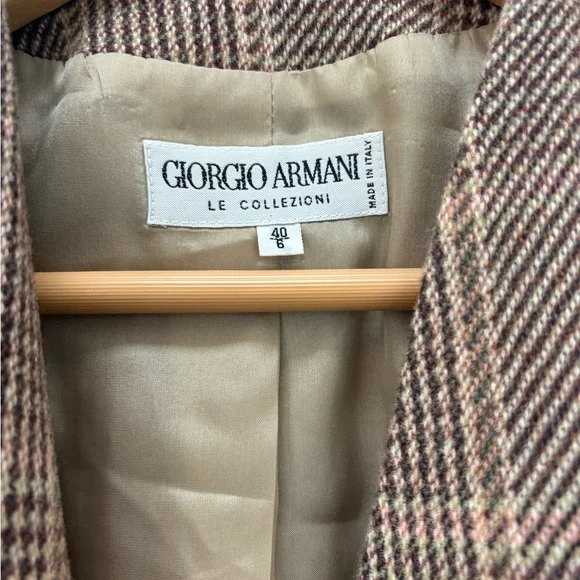 GIORGIO ARMANI
LE COLLEZIONI
MADE IN ITALY
40
6